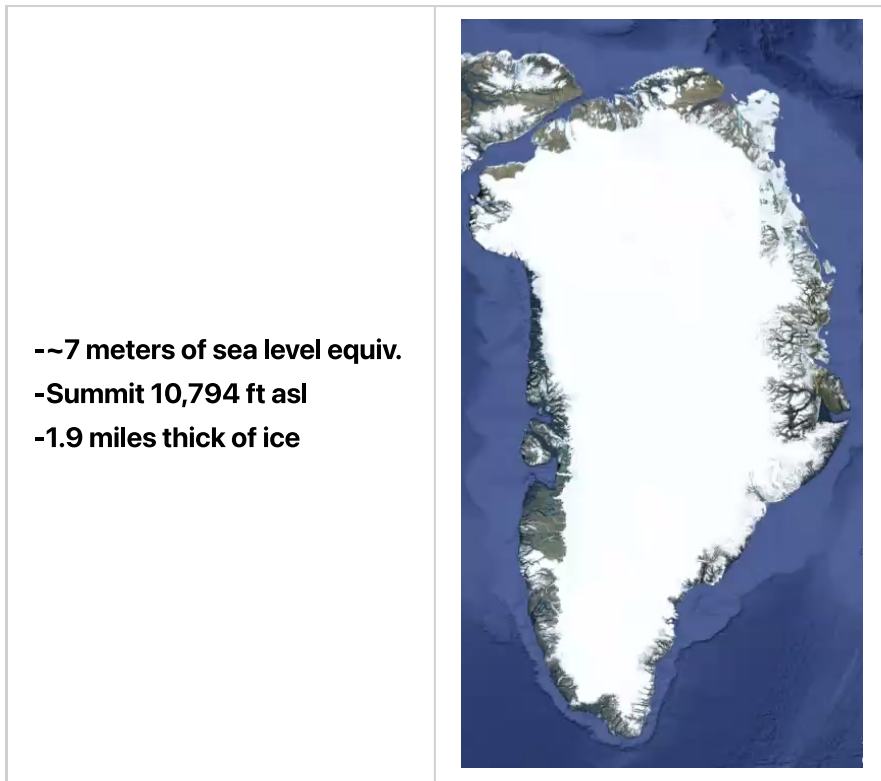 -~7 meters of sea level equiv.
-Summit 10,794 ft asl
-1.9 miles thick of ice